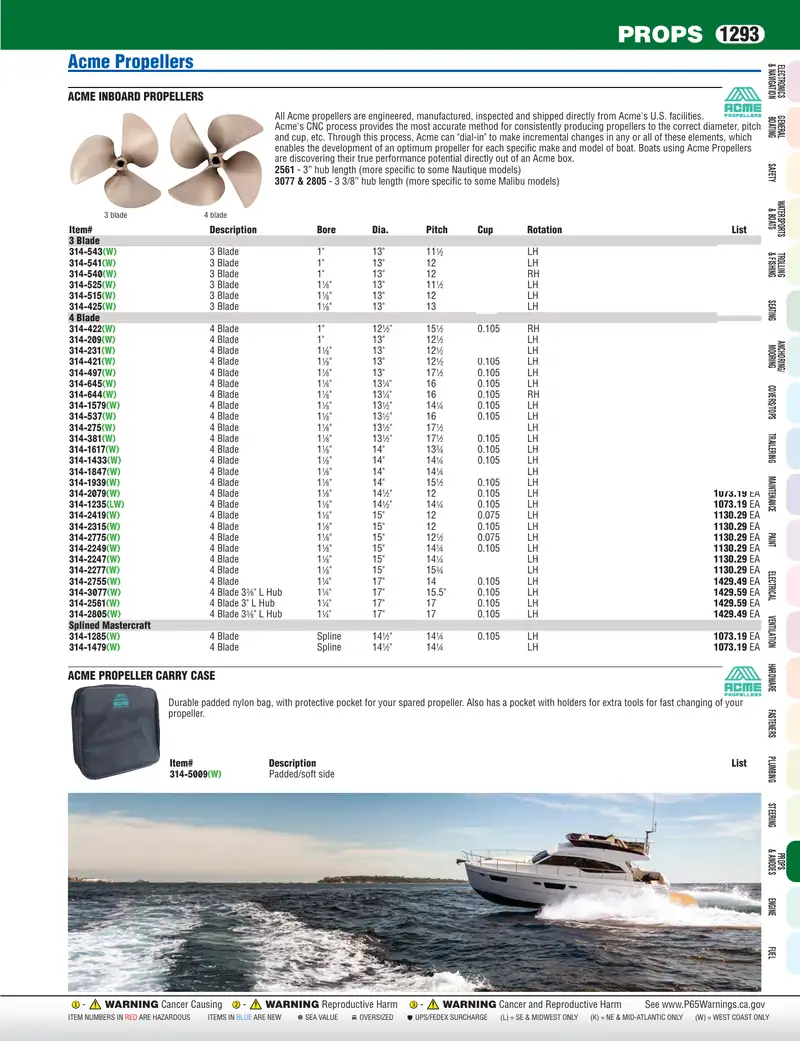 PROPS 1293
Acme Propellers
ACME INBOARD PROPELLERS
ACME
PROPELLERS
All Acme propellers are engineered, manufactured, inspected and shipped directly from Acme's U.S. facilities.
Acme's CNC process provides the most accurate method for consistently producing propellers to the correct diameter, pitch
and cup, etc. Through this process, Acme can "dial-in" to make incremental changes in any or all of these elements, which
enables the development of an optimum propeller for each specific make and model of boat. Boats using Acme Propellers
are discovering their true performance potential directly out of an Acme box.
2561 - 3” hub length (more specific to some Nautique models)
3077 & 2805 - 3 3/8” hub length (more specific to some Malibu models)
3 blade 4 blade
Item# Description Bore Dia. Pitch Cup Rotation List
3 Blade
314-543(W) 3 Blade 1" 13" 11½ LH
314-541(W) 3 Blade 1" 13" 12 LH
314-540(W) 3 Blade 1" 13" 12 RH
314-525(W) 3 Blade 1⅛" 13" 11½ LH
314-515(W) 3 Blade 1⅛" 13" 12 LH
314-425(W) 3 Blade 1⅛" 13" 13 LH
4 Blade
314-422(W) 4 Blade 1" 12½" 15½ 0.105 RH
314-209(W) 4 Blade 1" 13" 12½ LH
314-231(W) 4 Blade 1⅛" 13" 12½ LH
314-421(W) 4 Blade 1⅛" 13" 12½ 0.105 LH
314-497(W) 4 Blade 1⅛" 13" 17½ 0.105 LH
314-645(W) 4 Blade 1⅛" 13¼" 16 0.105 LH
314-644(W) 4 Blade 1⅛" 13¼" 16 0.105 RH
314-1579(W) 4 Blade 1⅛" 13½" 14¼ 0.105 LH
314-537(W) 4 Blade 1⅛" 13½" 16 0.105 LH
314-275(W) 4 Blade 1⅛" 13½" 17½ LH
314-381(W) 4 Blade 1⅛" 13½" 17½ 0.105 LH
314-1617(W) 4 Blade 1⅛" 14" 13¾ 0.105 LH
314-1433(W) 4 Blade 1⅛" 14" 14¼ 0.105 LH
314-1847(W) 4 Blade 1⅛" 14" 14¼ LH
314-1939(W) 4 Blade 1⅛" 14" 15½ 0.105 LH
314-2079(W) 4 Blade 1⅛" 14½" 12 0.105 LH 1073.19 EA
314-1235(LW) 4 Blade 1⅛" 14½" 14¼ 0.105 LH 1073.19 EA
314-2419(W) 4 Blade 1⅛" 15" 12 0.075 LH 1130.29 EA
314-2315(W) 4 Blade 1⅛" 15" 12 0.105 LH 1130.29 EA
314-2775(W) 4 Blade 1⅛" 15" 12½ 0.075 LH 1130.29 EA
314-2249(W) 4 Blade 1⅛" 15" 14¼ 0.105 LH 1130.29 EA
314-2247(W) 4 Blade 1⅛" 15" 14¼ LH 1130.29 EA
314-2277(W) 4 Blade 1⅛" 15" 15¾ LH 1130.29 EA
314-2755(W) 4 Blade 1¼" 17" 14 0.105 LH 1429.49 EA
314-3077(W) 4 Blade 3⅜" L Hub 1¼" 17" 15.5" 0.105 LH 1429.59 EA
314-2561(W) 4 Blade 3" L Hub 1¼" 17" 17 0.105 LH 1429.59 EA
314-2805(W) 4 Blade 3⅜" L Hub 1¼" 17" 17 0.105 LH 1429.49 EA
Splined Mastercraft
314-1285(W) 4 Blade Spline 14½" 14¼ 0.105 LH 1073.19 EA
314-1479(W) 4 Blade Spline 14½" 14¼ LH 1073.19 EA
ACME PROPELLER CARRY CASE
ACME
PROPELLERS
Durable padded nylon bag, with protective pocket for your spared propeller. Also has a pocket with holders for extra tools for fast changing of your
propeller.
Item# Description List
314-5009(W) Padded/soft side
ELECTRONICS
& NAVIGATION
GENERAL
BOATING
SAFETY
WATERSPORTS
& BOATS
TROLLING
& FISHING
SEATING
ANCHORING/
MOORING
COVERS/TOPS
TRAILERING
MAINTENANCE
PAINT
ELECTRICAL
VENTILATION
HARDWARE
FASTENERS
PLUMBING
STEERING
PROPS
& ANODES
ENGINE
FUEL
1 - WARNING Cancer Causing 2 - WARNING Reproductive Harm 3 - WARNING Cancer and Reproductive Harm See www.P65Warnings.ca.gov
ITEM NUMBERS IN RED ARE HAZARDOUS ITEMS IN BLUE ARE NEW SEA VALUE OVERSIZED UPS/FEDEX SURCHARGE (L) = SE & MIDWEST ONLY (K) = NE & MID-ATLANTIC ONLY (W) = WEST COAST ONLY